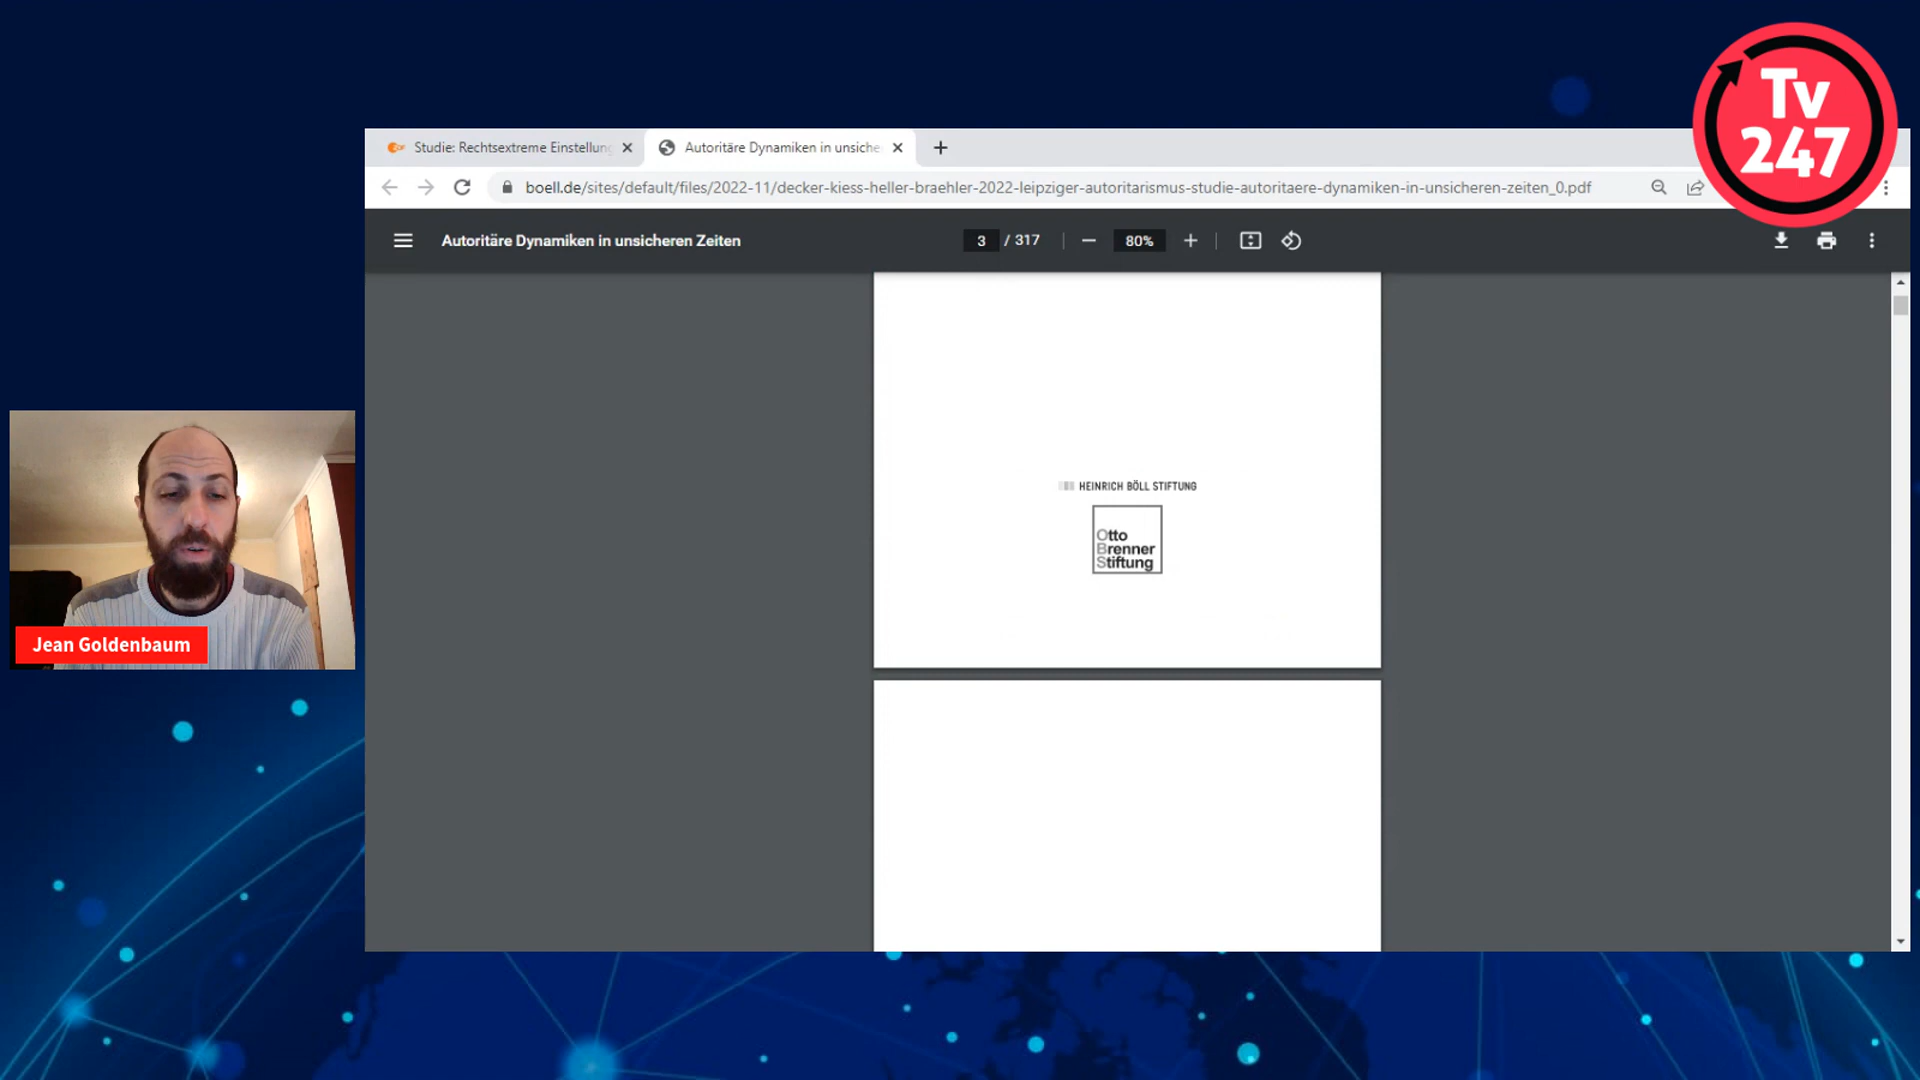 Tv
247
Studie: Rechtsextreme Einstellung
Autoritäre Dynamiken in unsiche
boell.de/sites/default/files/2022-11/decker-kiess-heller-braehler-2022-leipziger-autoritarismus-studie-autoritaere-dynamiken-in-unsicheren-zeiten_0.pdf
Autoritäre Dynamiken in unsicheren Zeiten
3 / 317
80%
HEINRICH BÖLL STIFTUNG
Otto
Brenner
Stiftung
Jean Goldenbaum